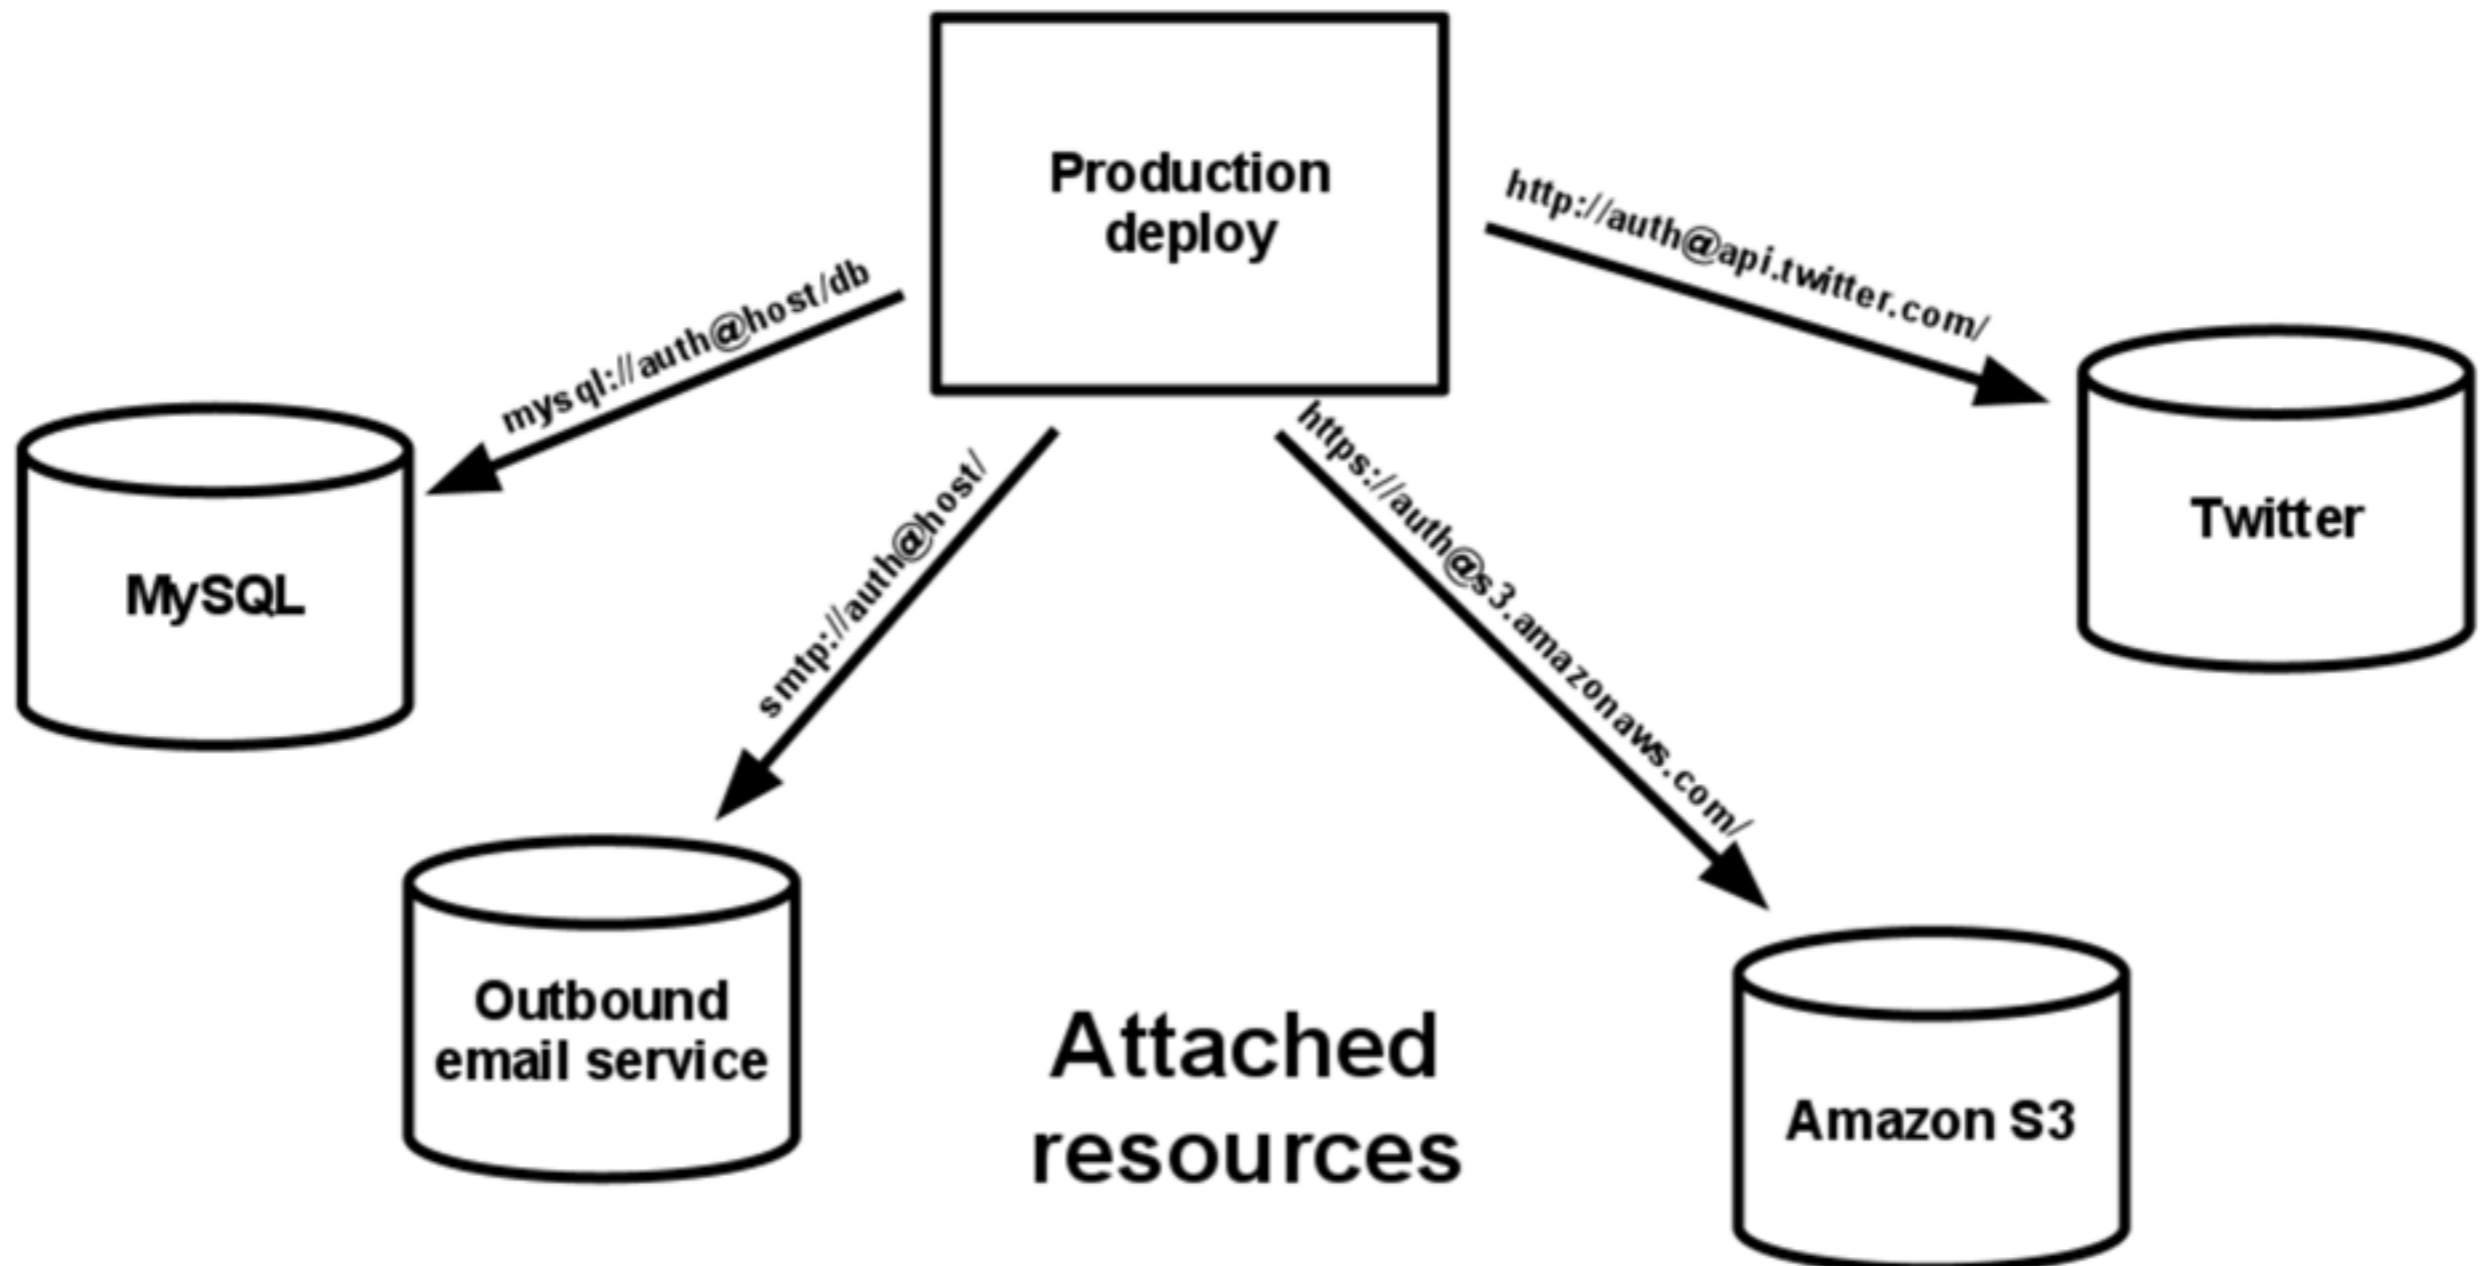 Production
deploy
http://auth@api.twitter.com/
mysql://auth@host/db
smtp://auth@host/
https://auth@s3.amazonaws.com/
Twitter
MySQL
Outbound
email service
Attached
resources
Amazon S3